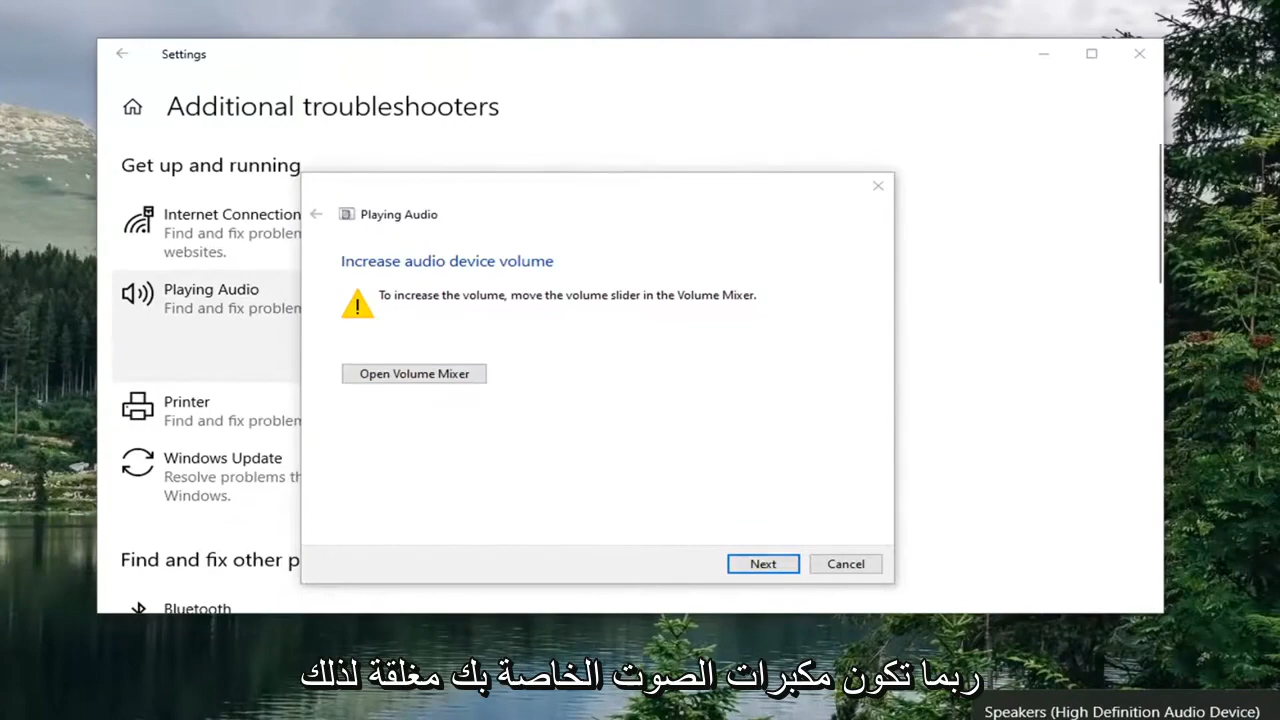 Settings
Additional troubleshooters
Get up and running
Internet Connection
Find and fix problem
websites.
Playing Audio
Find and fix problem
Printer
Find and fix problem
Windows Update
Resolve problems th
Windows.
Find and fix other p
Bluetooth
Playing Audio
Increase audio device volume
To increase the volume, move the volume slider in the Volume Mixer.
Open Volume Mixer
Next
Cancel
ربما تكون مكبرات الصوت الخاصة بك مغلقة لذلك
Speakers (High Definition Audio Device)